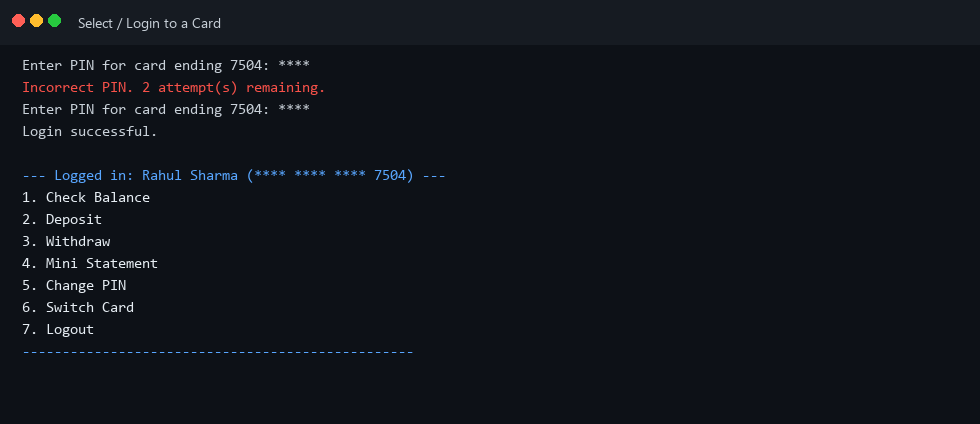 Select / Login to a Card
Enter PIN for card ending 7504: ****
Incorrect PIN. 2 attempt(s) remaining.
Enter PIN for card ending 7504: ****
Login successful.
--- Logged in: Rahul Sharma (**** **** **** 7504) ---
1. Check Balance
2. Deposit
3. Withdraw
4. Mini Statement
5. Change PIN
6. Switch Card
7. Logout
-------------------------------------------------